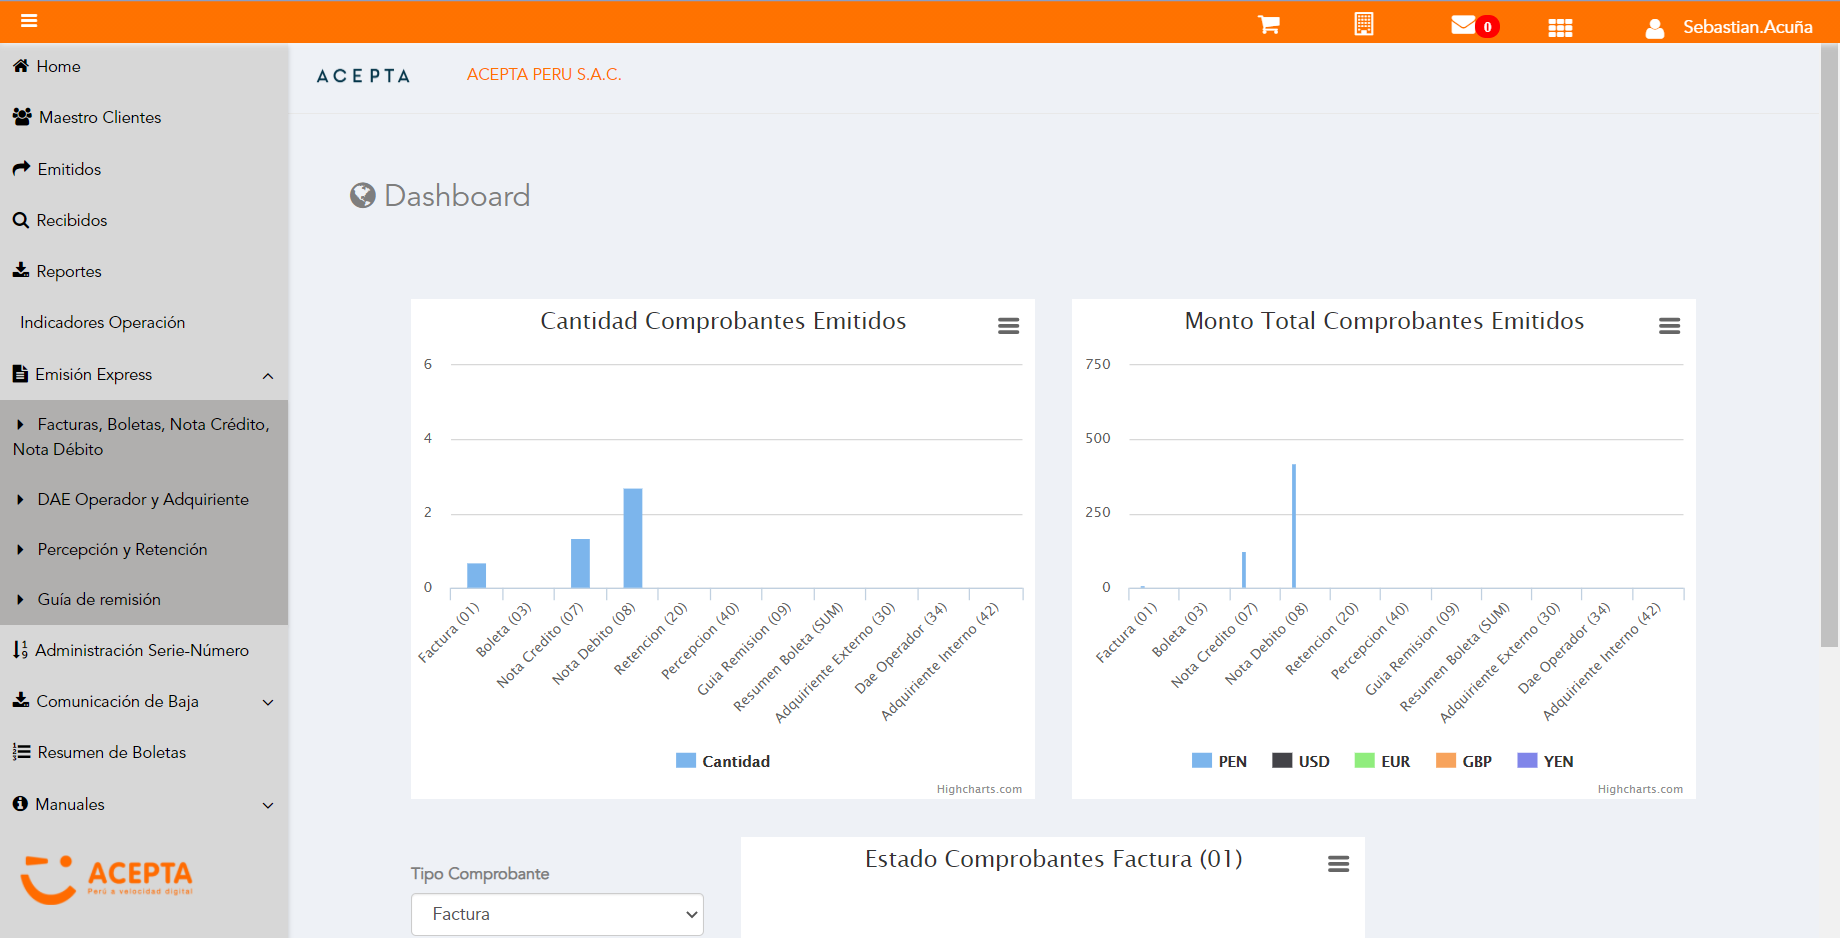 0
Sebastian.Acuña
Home
Maestro Clientes
Emitidos
Recibidos
Reportes
Indicadores Operación
Emisión Express
Facturas, Boletas, Nota Crédito,
Nota Débito
DAE Operador y Adquiriente
Percepción y Retención
Guía de remisión
Administración Serie-Número
Comunicación de Baja
Resumen de Boletas
Manuales
ACEPTA
Perú a velocidad digital
ACEPTA
ACEPTA PERU S.A.C.
Dashboard
Cantidad Comprobantes Emitidos
6
4
2
0
Factura (01)
Boleta (03)
Nota Credito (07)
Nota Debito (08)
Retencion (20)
Percepcion (40)
Guia Remision (09)
Resumen Boleta (SUM)
Adquiriente Externo (30)
Dae Operador (34)
Adquiriente Interno (42)
Cantidad
Highcharts.com
Monto Total Comprobantes Emitidos
750
500
250
0
Factura (01)
Boleta (03)
Nota Credito (07)
Nota Debito (08)
Retencion (20)
Percepcion (40)
Guia Remision (09)
Resumen Boleta (SUM)
Adquiriente Externo (30)
Dae Operador (34)
Adquiriente Interno (42)
PEN USD EUR GBP YEN
Highcharts.com
Tipo Comprobante
Factura
Estado Comprobantes Factura (01)